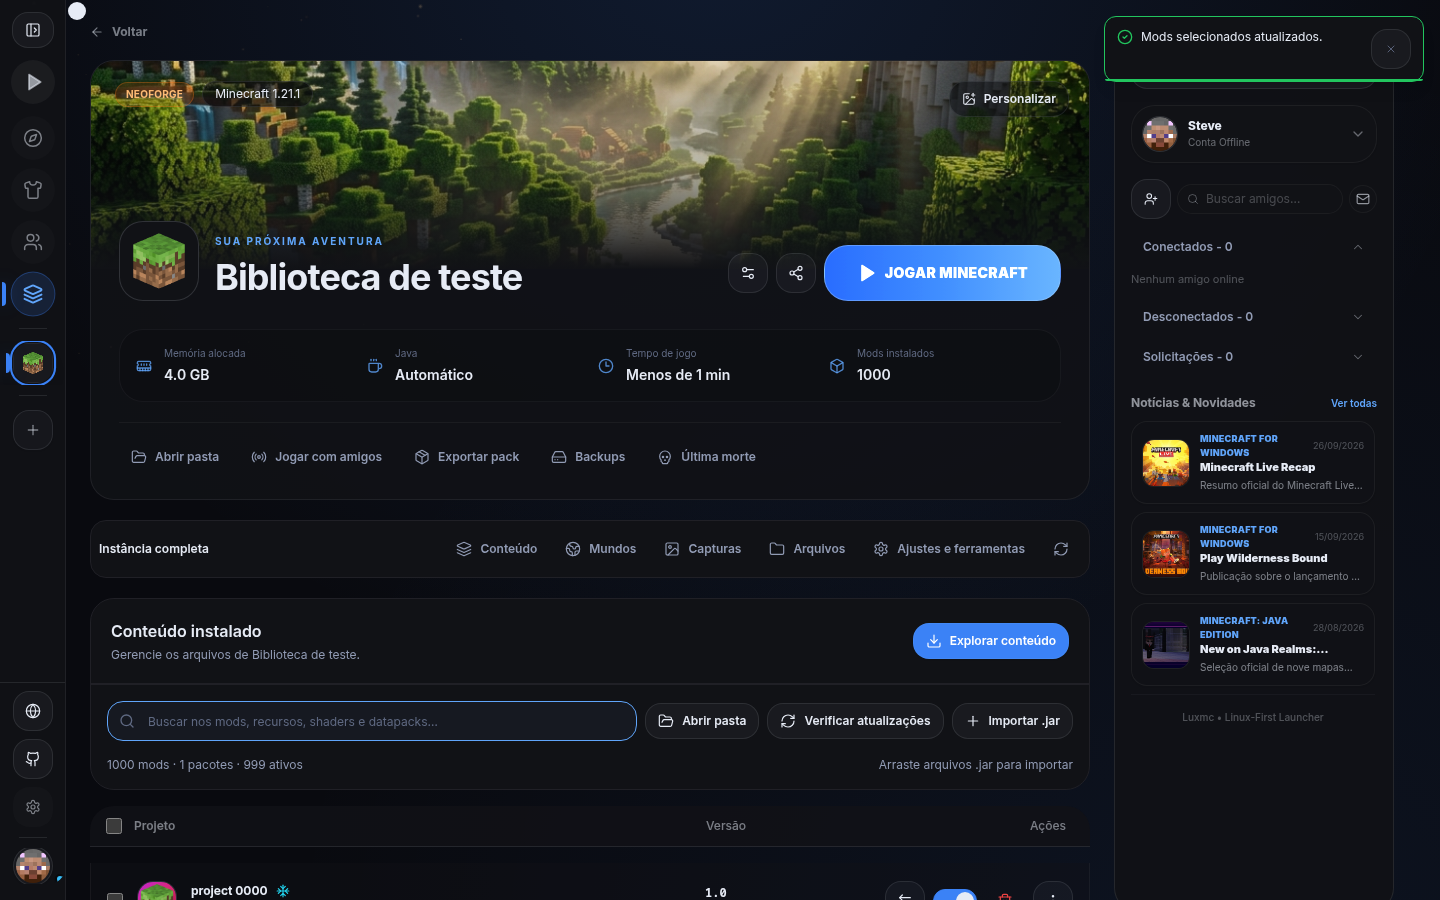 Voltar
Mods selecionados atualizados.
NEOFORGE
Minecraft 1.21.1
Personalizar
SUA PRÓXIMA AVENTURA
Biblioteca de teste
JOGAR MINECRAFT
Memória alocada
4.0 GB
Java
Automático
Tempo de jogo
Menos de 1 min
Mods instalados
1000
Abrir pasta
Jogar com amigos
Exportar pack
Backups
Última morte
Instância completa
Conteúdo
Mundos
Capturas
Arquivos
Ajustes e ferramentas
Conteúdo instalado
Gerencie os arquivos de Biblioteca de teste.
Explorar conteúdo
Buscar nos mods, recursos, shaders e datapacks...
Abrir pasta
Verificar atualizações
Importar .jar
1000 mods · 1 pacotes · 999 ativos
Arraste arquivos .jar para importar
Projeto
Versão
Ações
project 0000
1.0
Steve
Conta Offline
Buscar amigos...
Conectados - 0
Nenhum amigo online
Desconectados - 0
Solicitações - 0
Notícias & Novidades
Ver todas
MINECRAFT FOR
WINDOWS
26/09/2026
Minecraft Live Recap
Resumo oficial do Minecraft Live...
MINECRAFT FOR
WINDOWS
15/09/2026
Play Wilderness Bound
Publicação sobre o lançamento ...
MINECRAFT: JAVA
EDITION
28/08/2026
New on Java Realms:...
Seleção oficial de nove mapas...
Luxmc • Linux-First Launcher